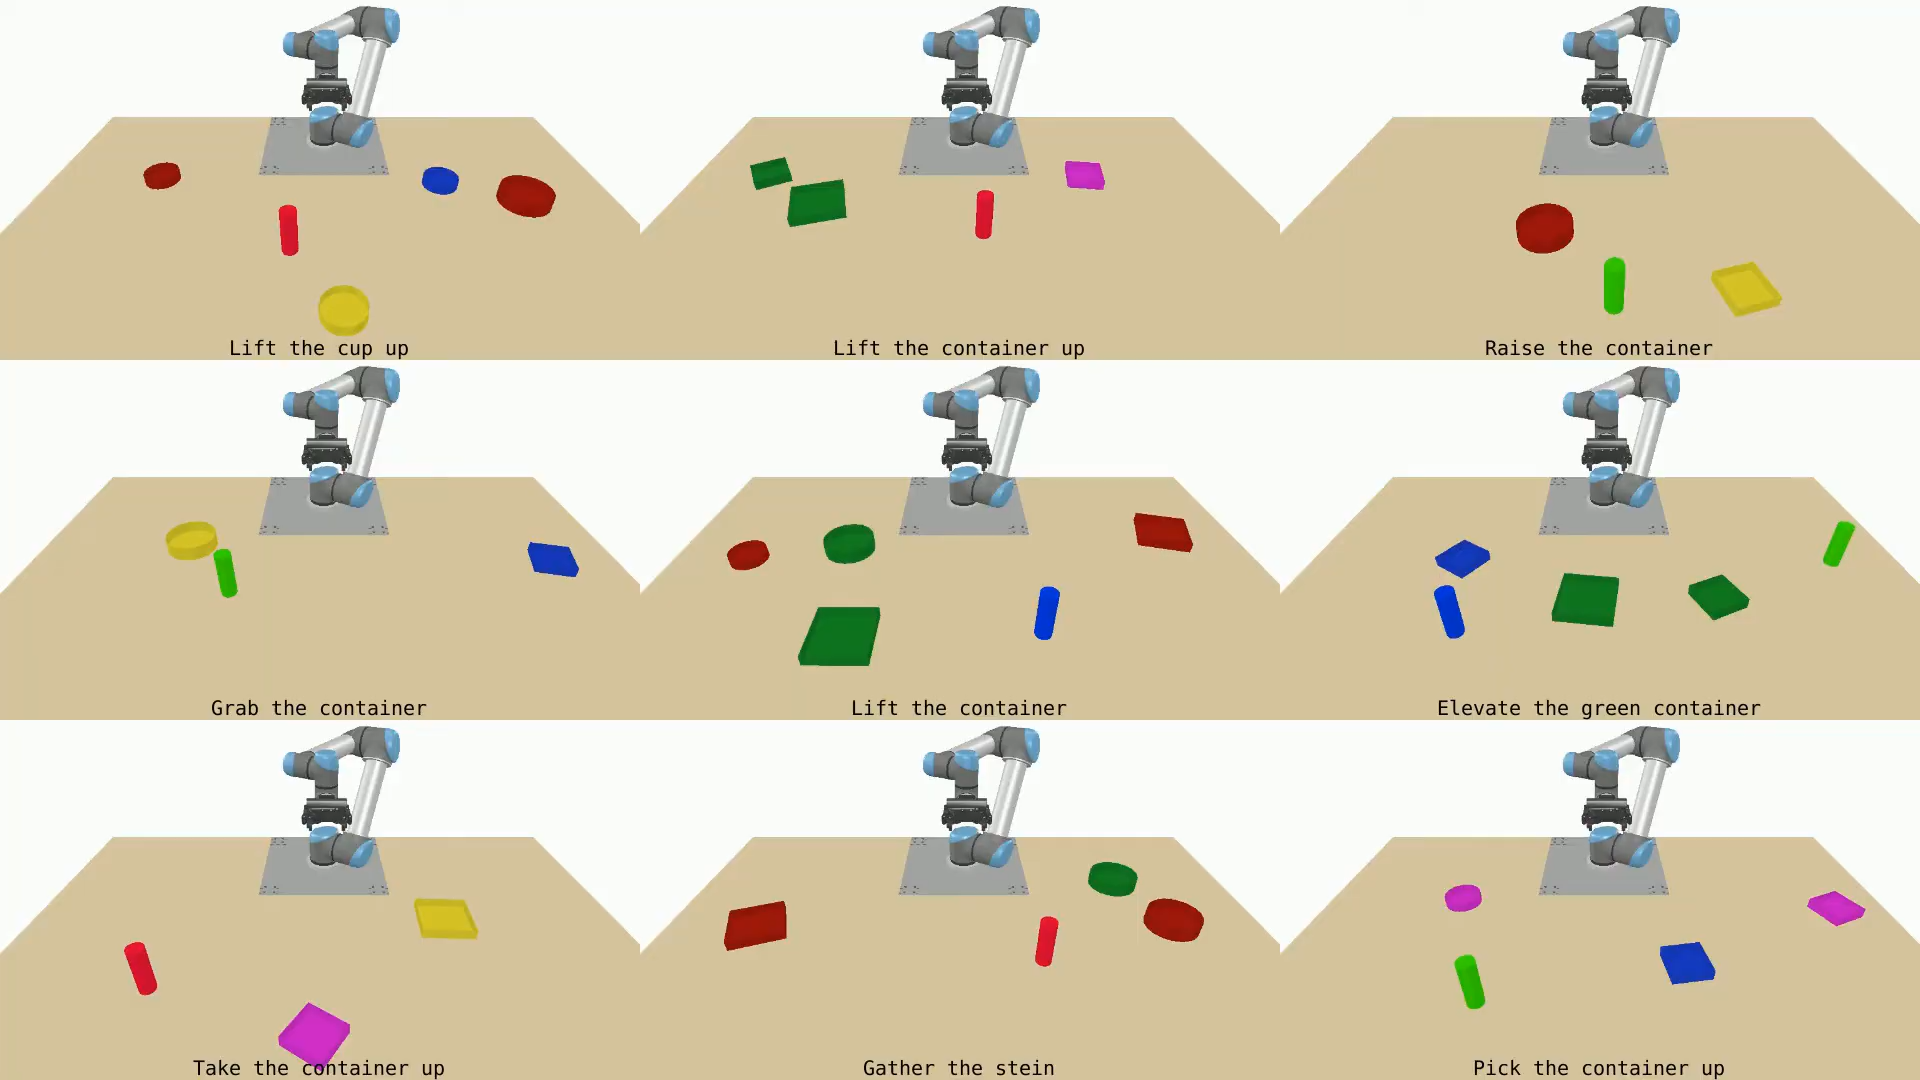 Lift the cup up
Lift the container up
Raise the container
Grab the container
Lift the container
Elevate the green container
Take the container up
Gather the stein
Pick the container up